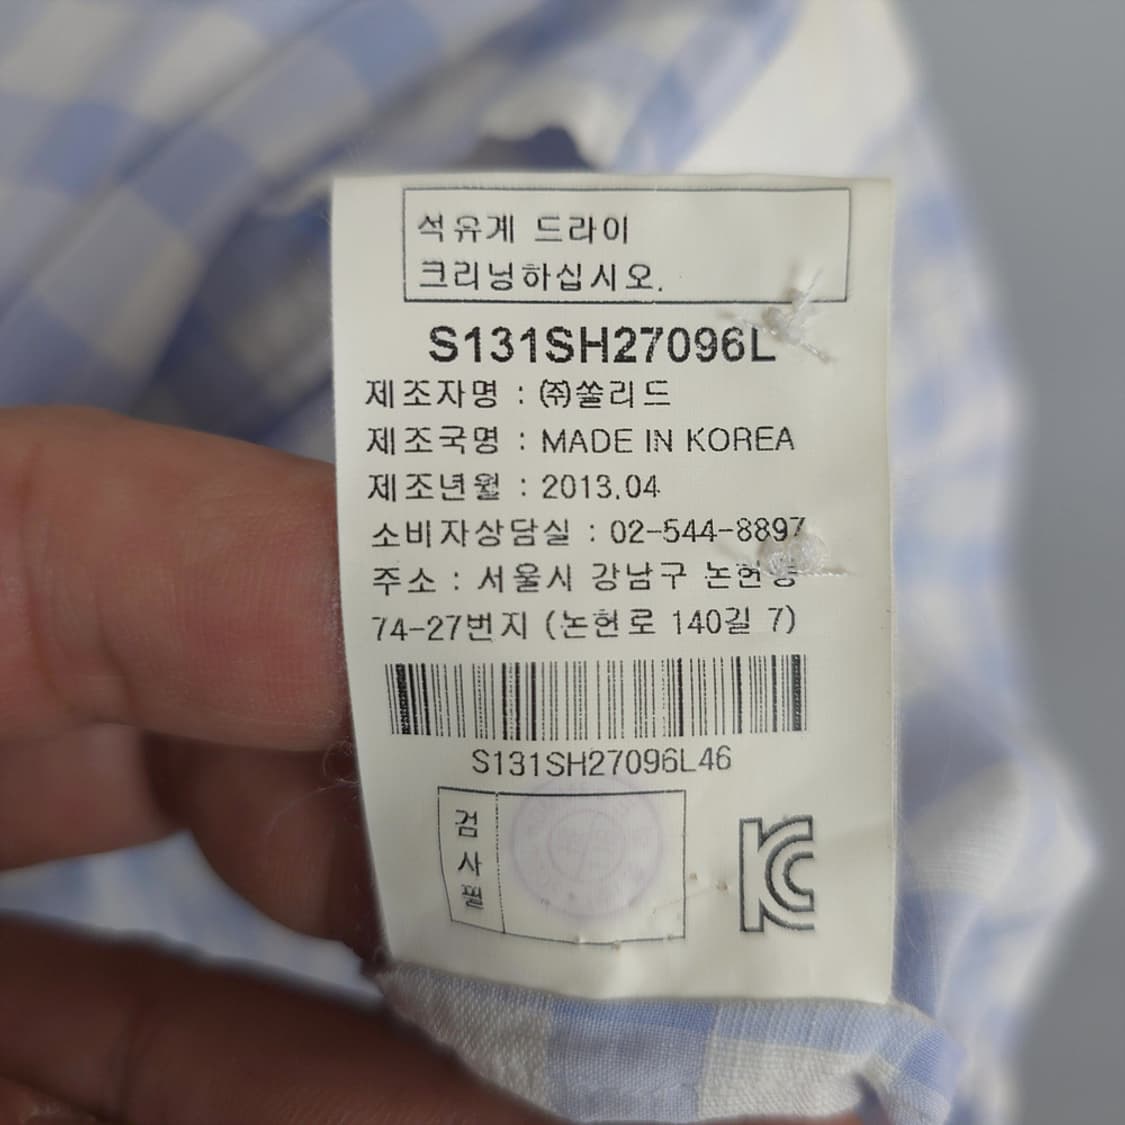 석유계 드라이
크리닝하십시오.
S131SH27096L
제조자명 : ㈜쏠리드
제조국명 : MADE IN KOREA
제조년월 : 2013.04
소비자상담실 : 02-544-8897
주소 : 서울시 강남구 논현동
74-27번지 (논현로 140길 7)
S131SH27096L46
검
사
필
KC